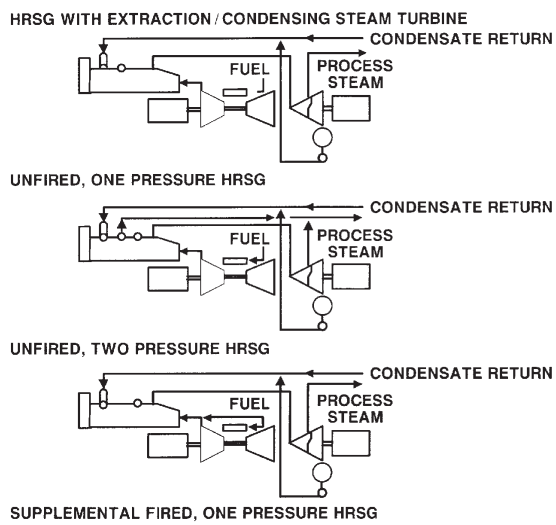 HRSG WITH EXTRACTION/CONDENSING STEAM TURBINE
CONDENSATE RETURN
FUEL
PROCESS
STEAM
UNFIRED, ONE PRESSURE HRSG
CONDENSATE RETURN
FUEL
PROCESS
STEAM
UNFIRED, TWO PRESSURE HRSG
CONDENSATE RETURN
FUEL
PROCESS
STEAM
SUPPLEMENTAL FIRED, ONE PRESSURE HRSG